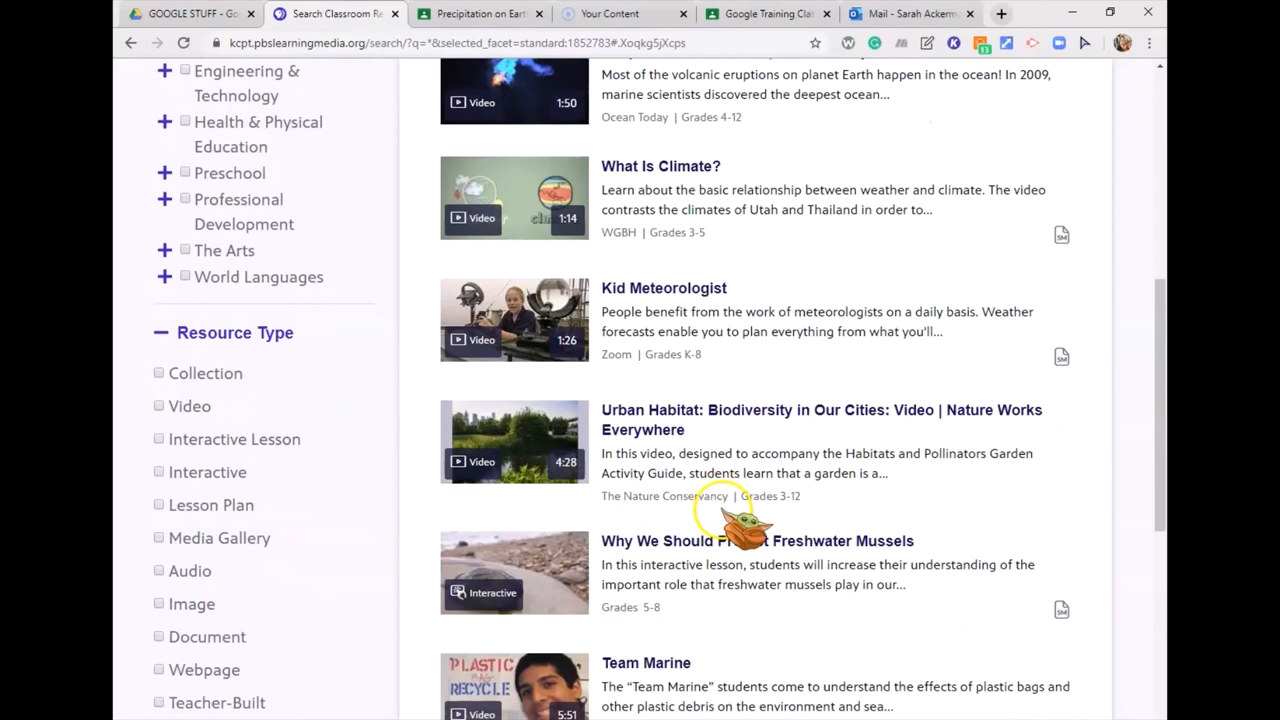 GOOGLE STUFF - Go
Search Classroom Re
Precipitation on Eart
Your Content
Google Training Clas
Mail - Sarah Ackerm
kcpt.pbslearningmedia.org/search/?q=*&selected_facet=standard:1852783#.Xoqkg5jXcps
13
Engineering &
Technology
Health & Physical
Education
Preschool
Professional
Development
The Arts
World Languages
Resource Type
Collection
Video
Interactive Lesson
Interactive
Lesson Plan
Media Gallery
Audio
Image
Document
Webpage
Teacher-Built
Video 1:50
Most of the volcanic eruptions on planet Earth happen in the ocean! In 2009,
marine scientists discovered the deepest ocean...
Ocean Today | Grades 4-12
Video 1:14
What Is Climate?
Learn about the basic relationship between weather and climate. The video
contrasts the climates of Utah and Thailand in order to...
WGBH | Grades 3-5
SM
Video 1:26
Kid Meteorologist
People benefit from the work of meteorologists on a daily basis. Weather
forecasts enable you to plan everything from what you'll...
Zoom | Grades K-8
SM
Video 4:28
Urban Habitat: Biodiversity in Our Cities: Video | Nature Works
Everywhere
In this video, designed to accompany the Habitats and Pollinators Garden
Activity Guide, students learn that a garden is a...
The Nature Conservancy | Grades 3-12
Interactive
Why We Should Freshwater Mussels
In this interactive lesson, students will increase their understanding of the
important role that freshwater mussels play in our...
Grades 5-8
SM
PLASTIC
BAG
RECYCLE
Video 5:51
Team Marine
The “Team Marine” students come to understand the effects of plastic bags and
other plastic debris on the environment and sea...